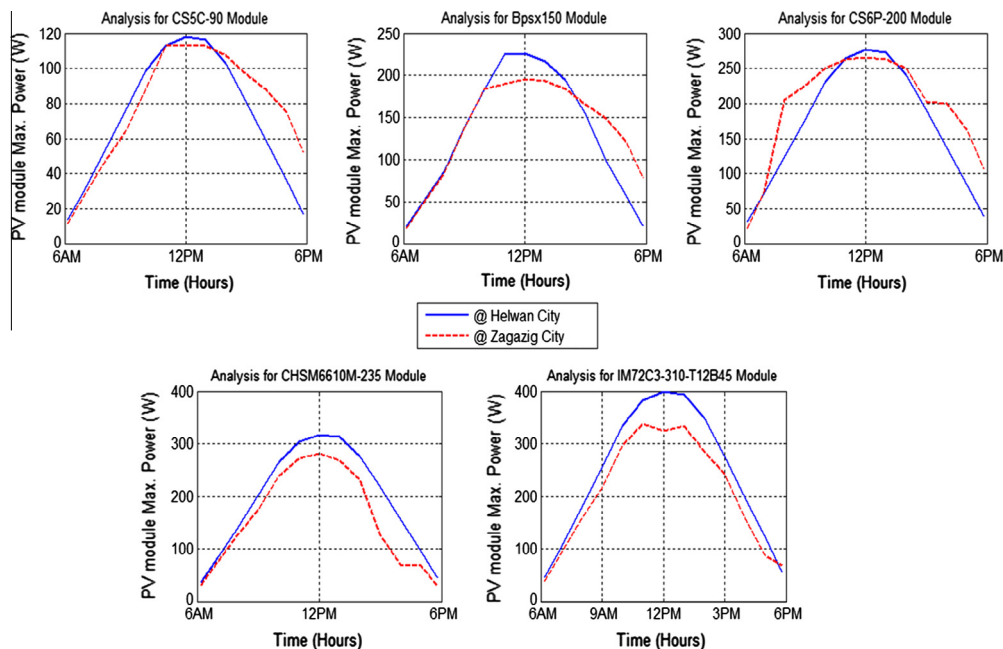 Analysis for CS5C-90 Module
PV module Max. Power (W)
120
100
80
60
40
20
0
6AM
12PM
6PM
Time (Hours)
Analysis for Bpsx150 Module
PV module Max. Power (W)
250
200
150
100
50
0
6AM
12PM
6PM
Time (Hours)
Analysis for CS6P-200 Module
PV module Max. Power (W)
300
250
200
150
100
50
0
6AM
12PM
6PM
Time (Hours)
@ Helwan City
@ Zagazig City
Analysis for CHSM6610M-235 Module
PV module Max. Power (W)
400
300
200
100
0
6AM
12PM
6PM
Time (Hours)
Analysis for IM72C3-310-T12B45 Module
PV module Max. Power (W)
400
300
200
100
0
6AM
9AM
12PM
3PM
6PM
Time (Hours)